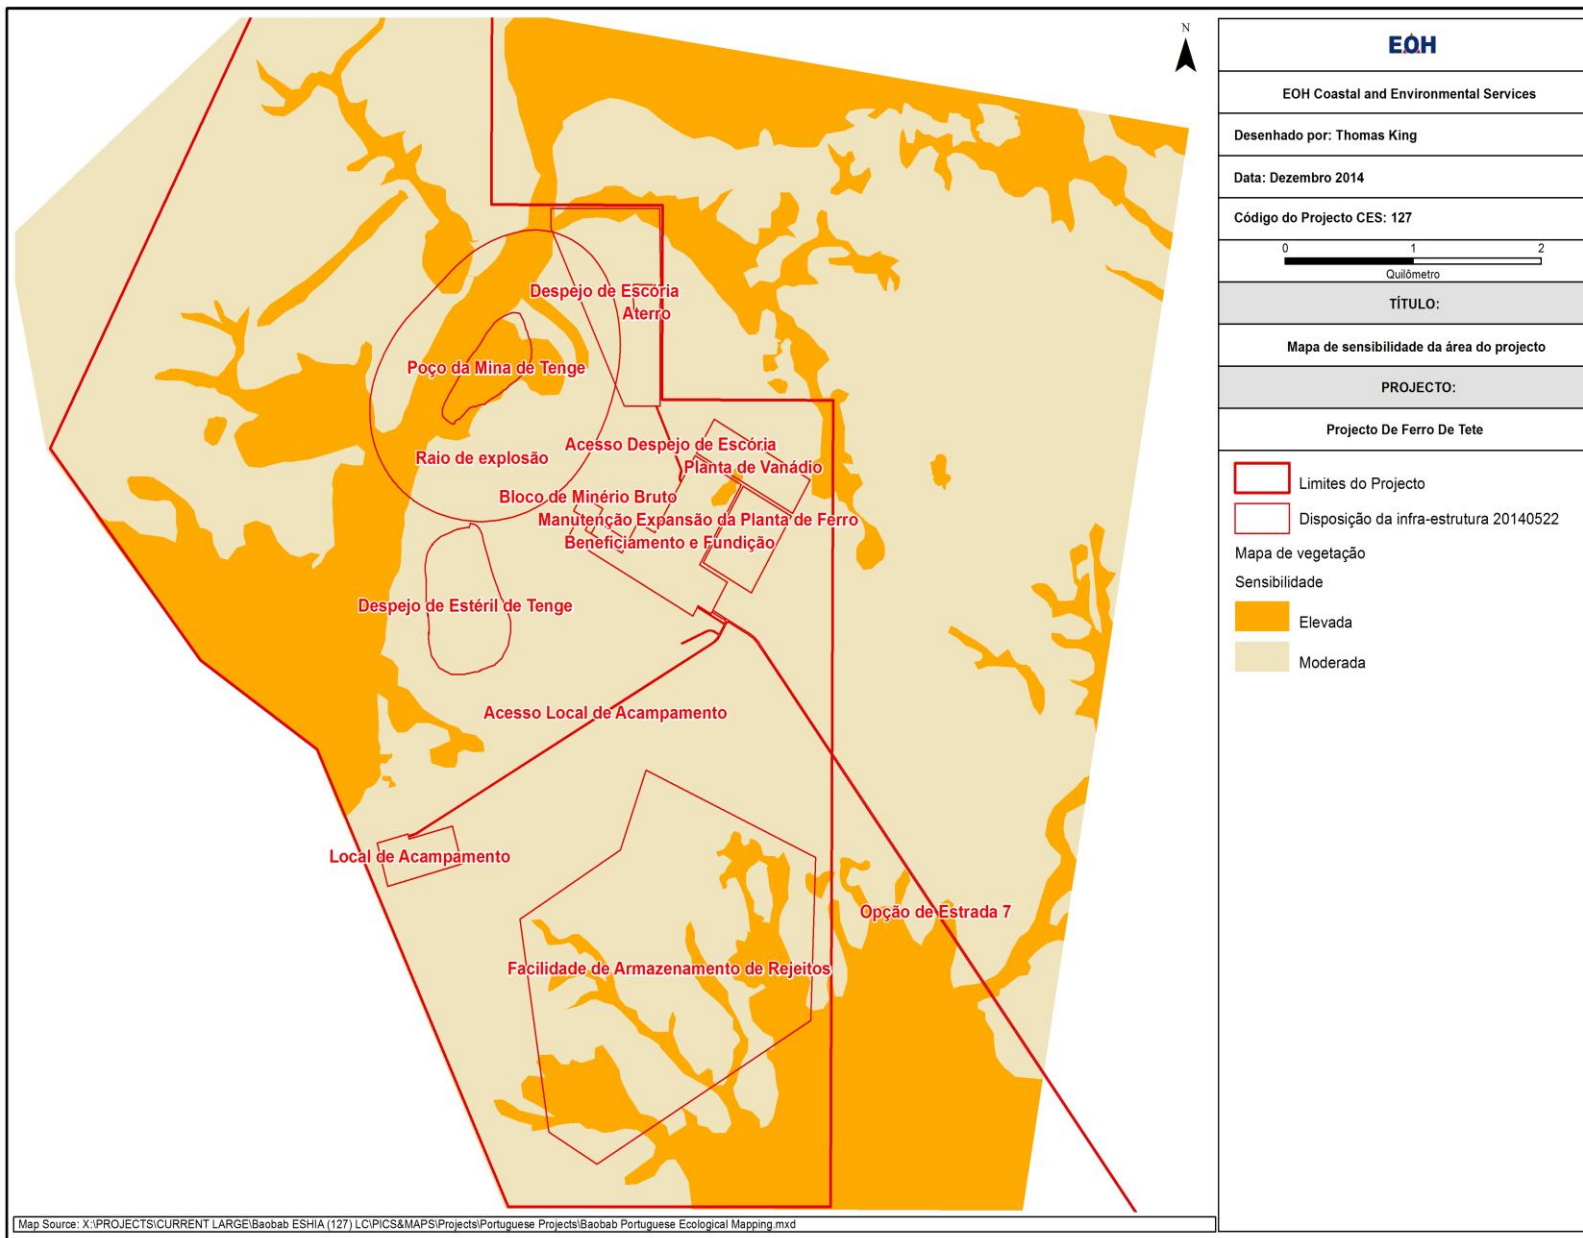 N
Despejo de Escória
Aterro
Poço da Mina de Tenge
Raio de explosão
Acesso Despejo de Escória
Planta de Vanádio
Bloco de Minério Bruto
Manutenção Expansão da Planta de Ferro
Beneficiamento e Fundição
Despejo de Estéril de Tenge
Acesso Local de Acampamento
Local de Acampamento
Opção de Estrada 7
Facilidade de Armazenamento de Rejeitos
Map Source: X:\PROJECTS\CURRENT LARGE\Baobab ESHIA (127) LC\PICS&MAPS\Projects\Portuguese Projects\Baobab Portuguese Ecological Mapping.mxd
EOH
EOH Coastal and Environmental Services
Desenhado por: Thomas King
Data: Dezembro 2014
Código do Projecto CES: 127
0 1 2
Quilômetro
TÍTULO:
Mapa de sensibilidade da área do projecto
PROJECTO:
Projecto De Ferro De Tete
Limites do Projecto
Disposição da infra-estrutura 20140522
Mapa de vegetação
Sensibilidade
Elevada
Moderada